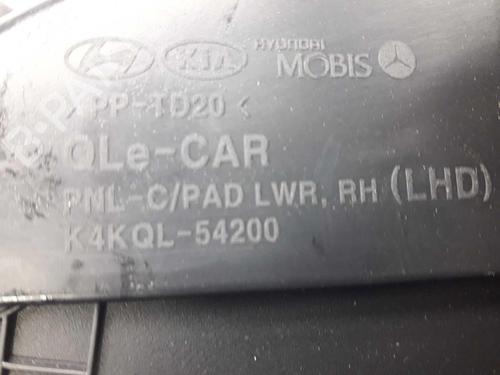 KIA
HYUNDAI
MOBIS
>PP-TD20<
QLe-CAR
PNL-C/PAD LWR, RH (LHD)
K4KQL-54200